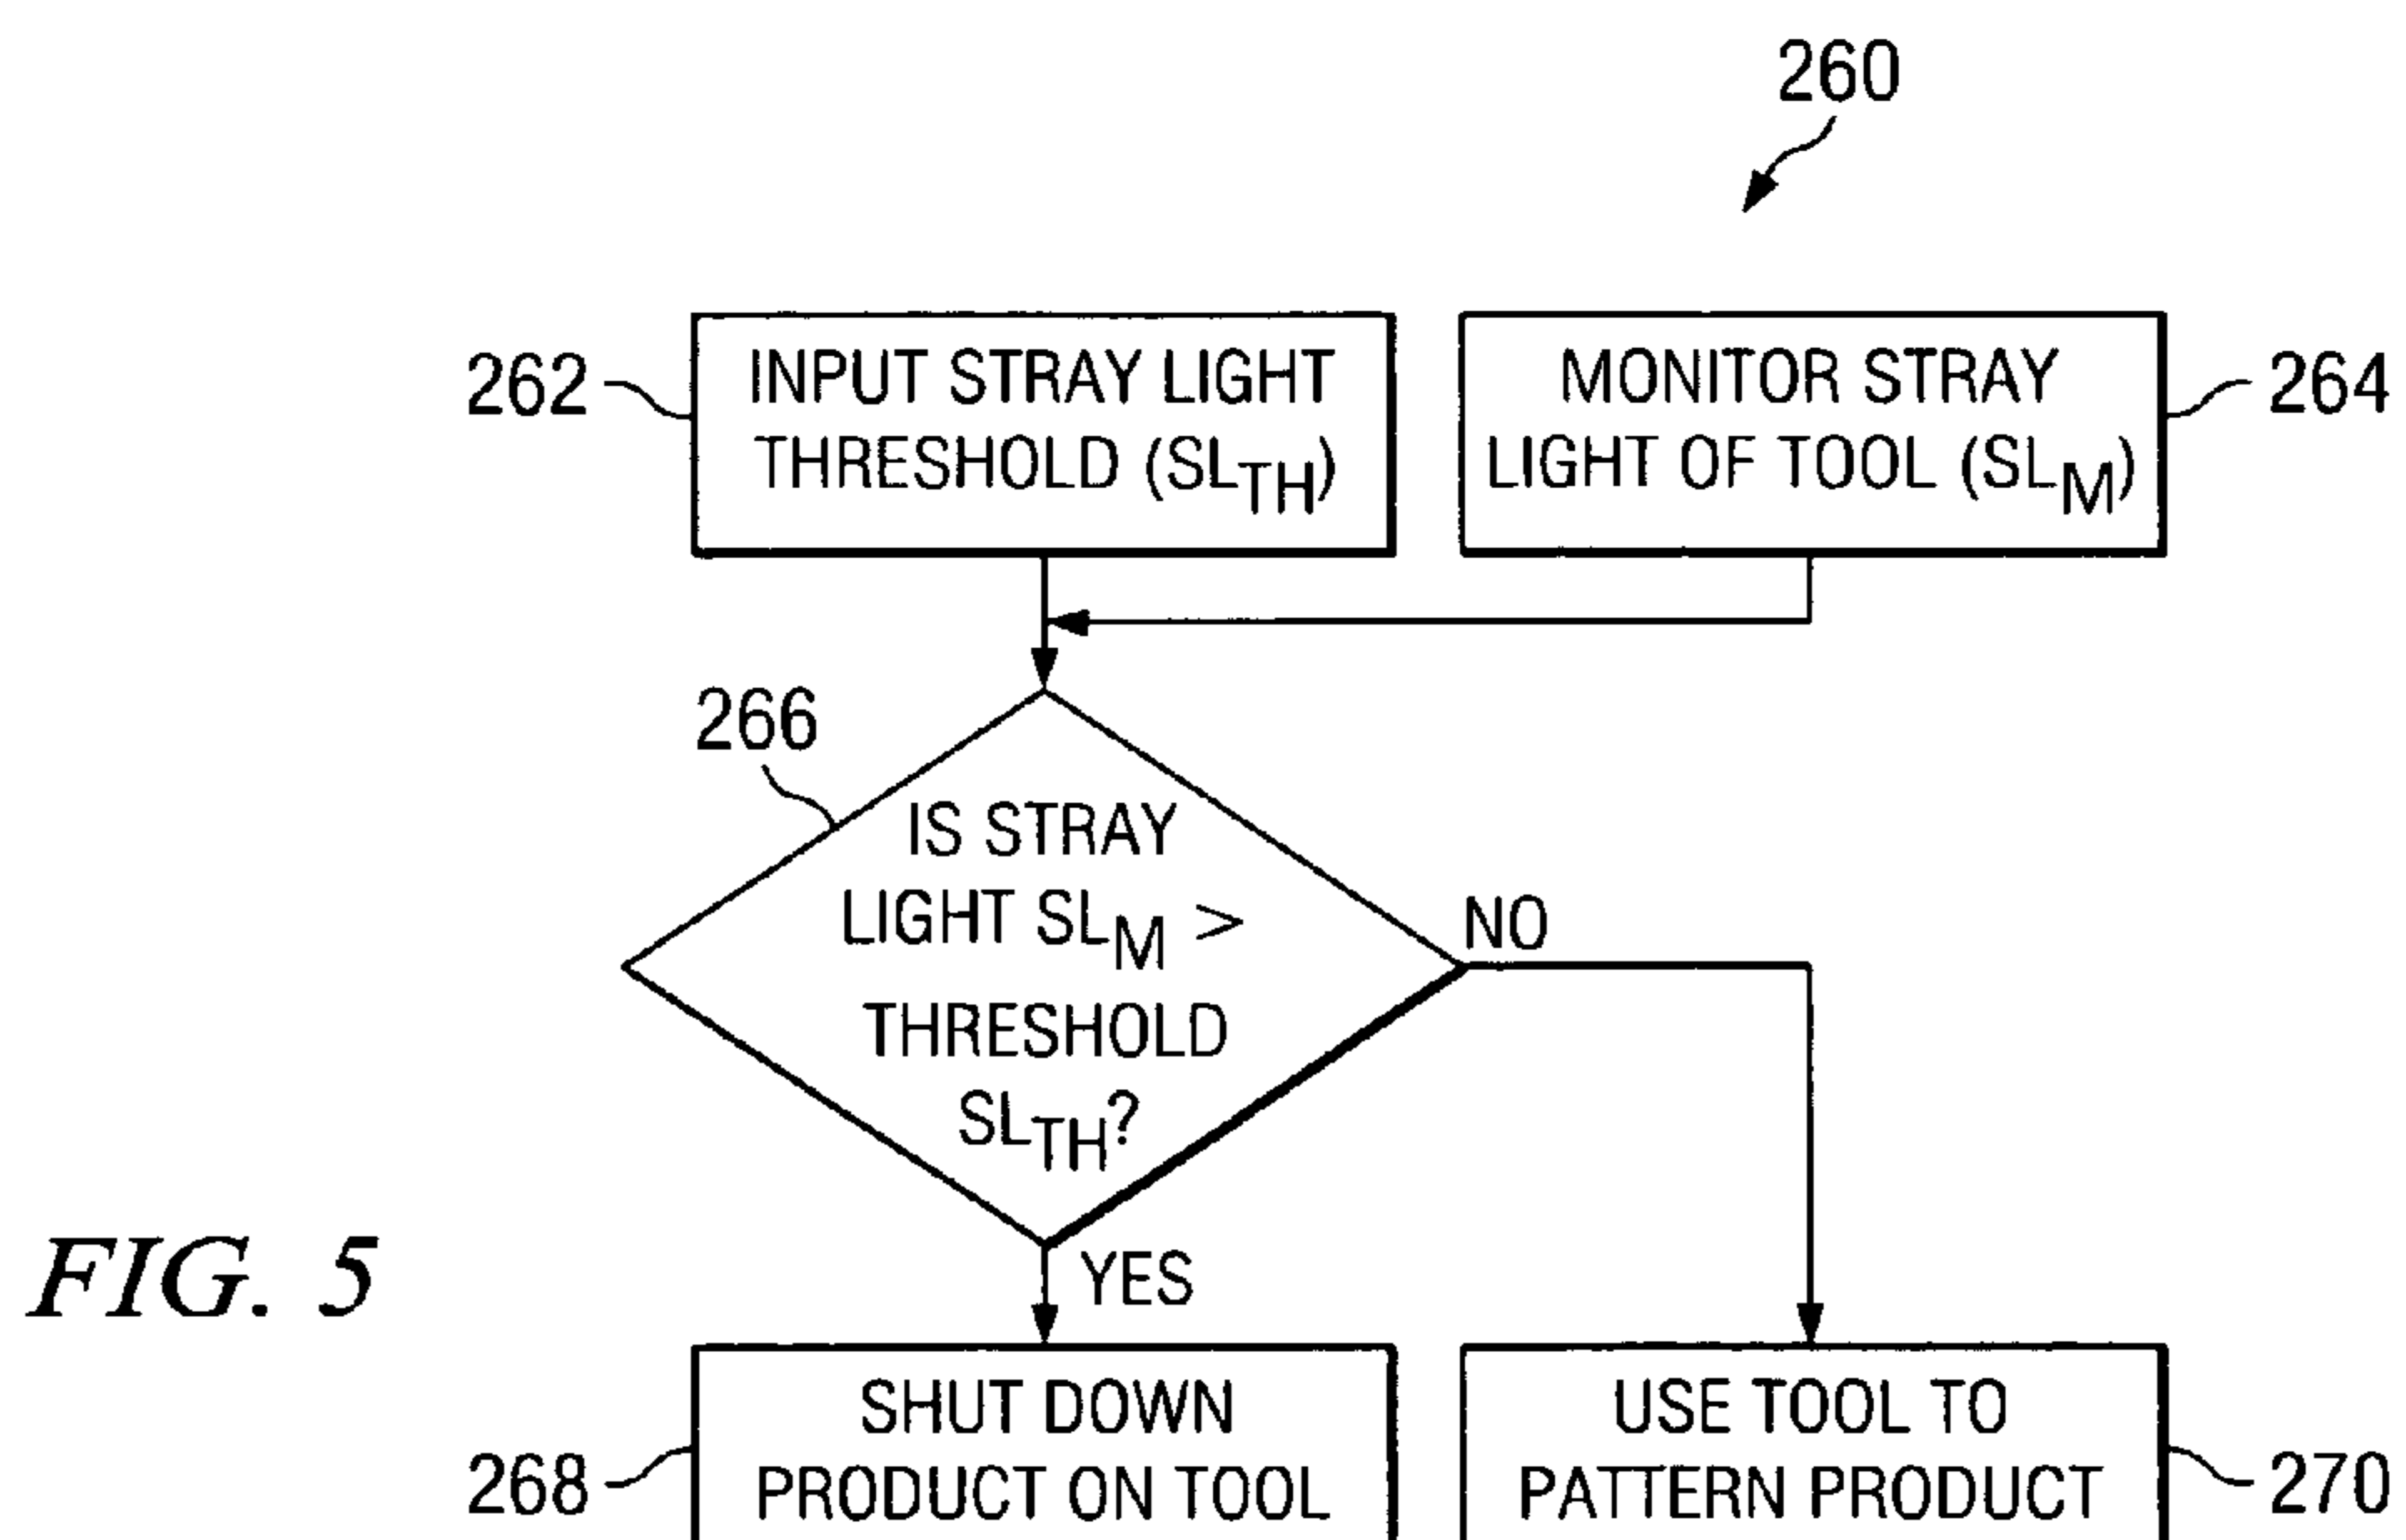 260
262
INPUT STRAY LIGHT
THRESHOLD (SLTH)
MONITOR STRAY
LIGHT OF TOOL (SLM)
264
266
IS STRAY
LIGHT SLM >
THRESHOLD
SLTH?
NO
YES
FIG. 5
268
SHUT DOWN
PRODUCT ON TOOL
USE TOOL TO
PATTERN PRODUCT
270